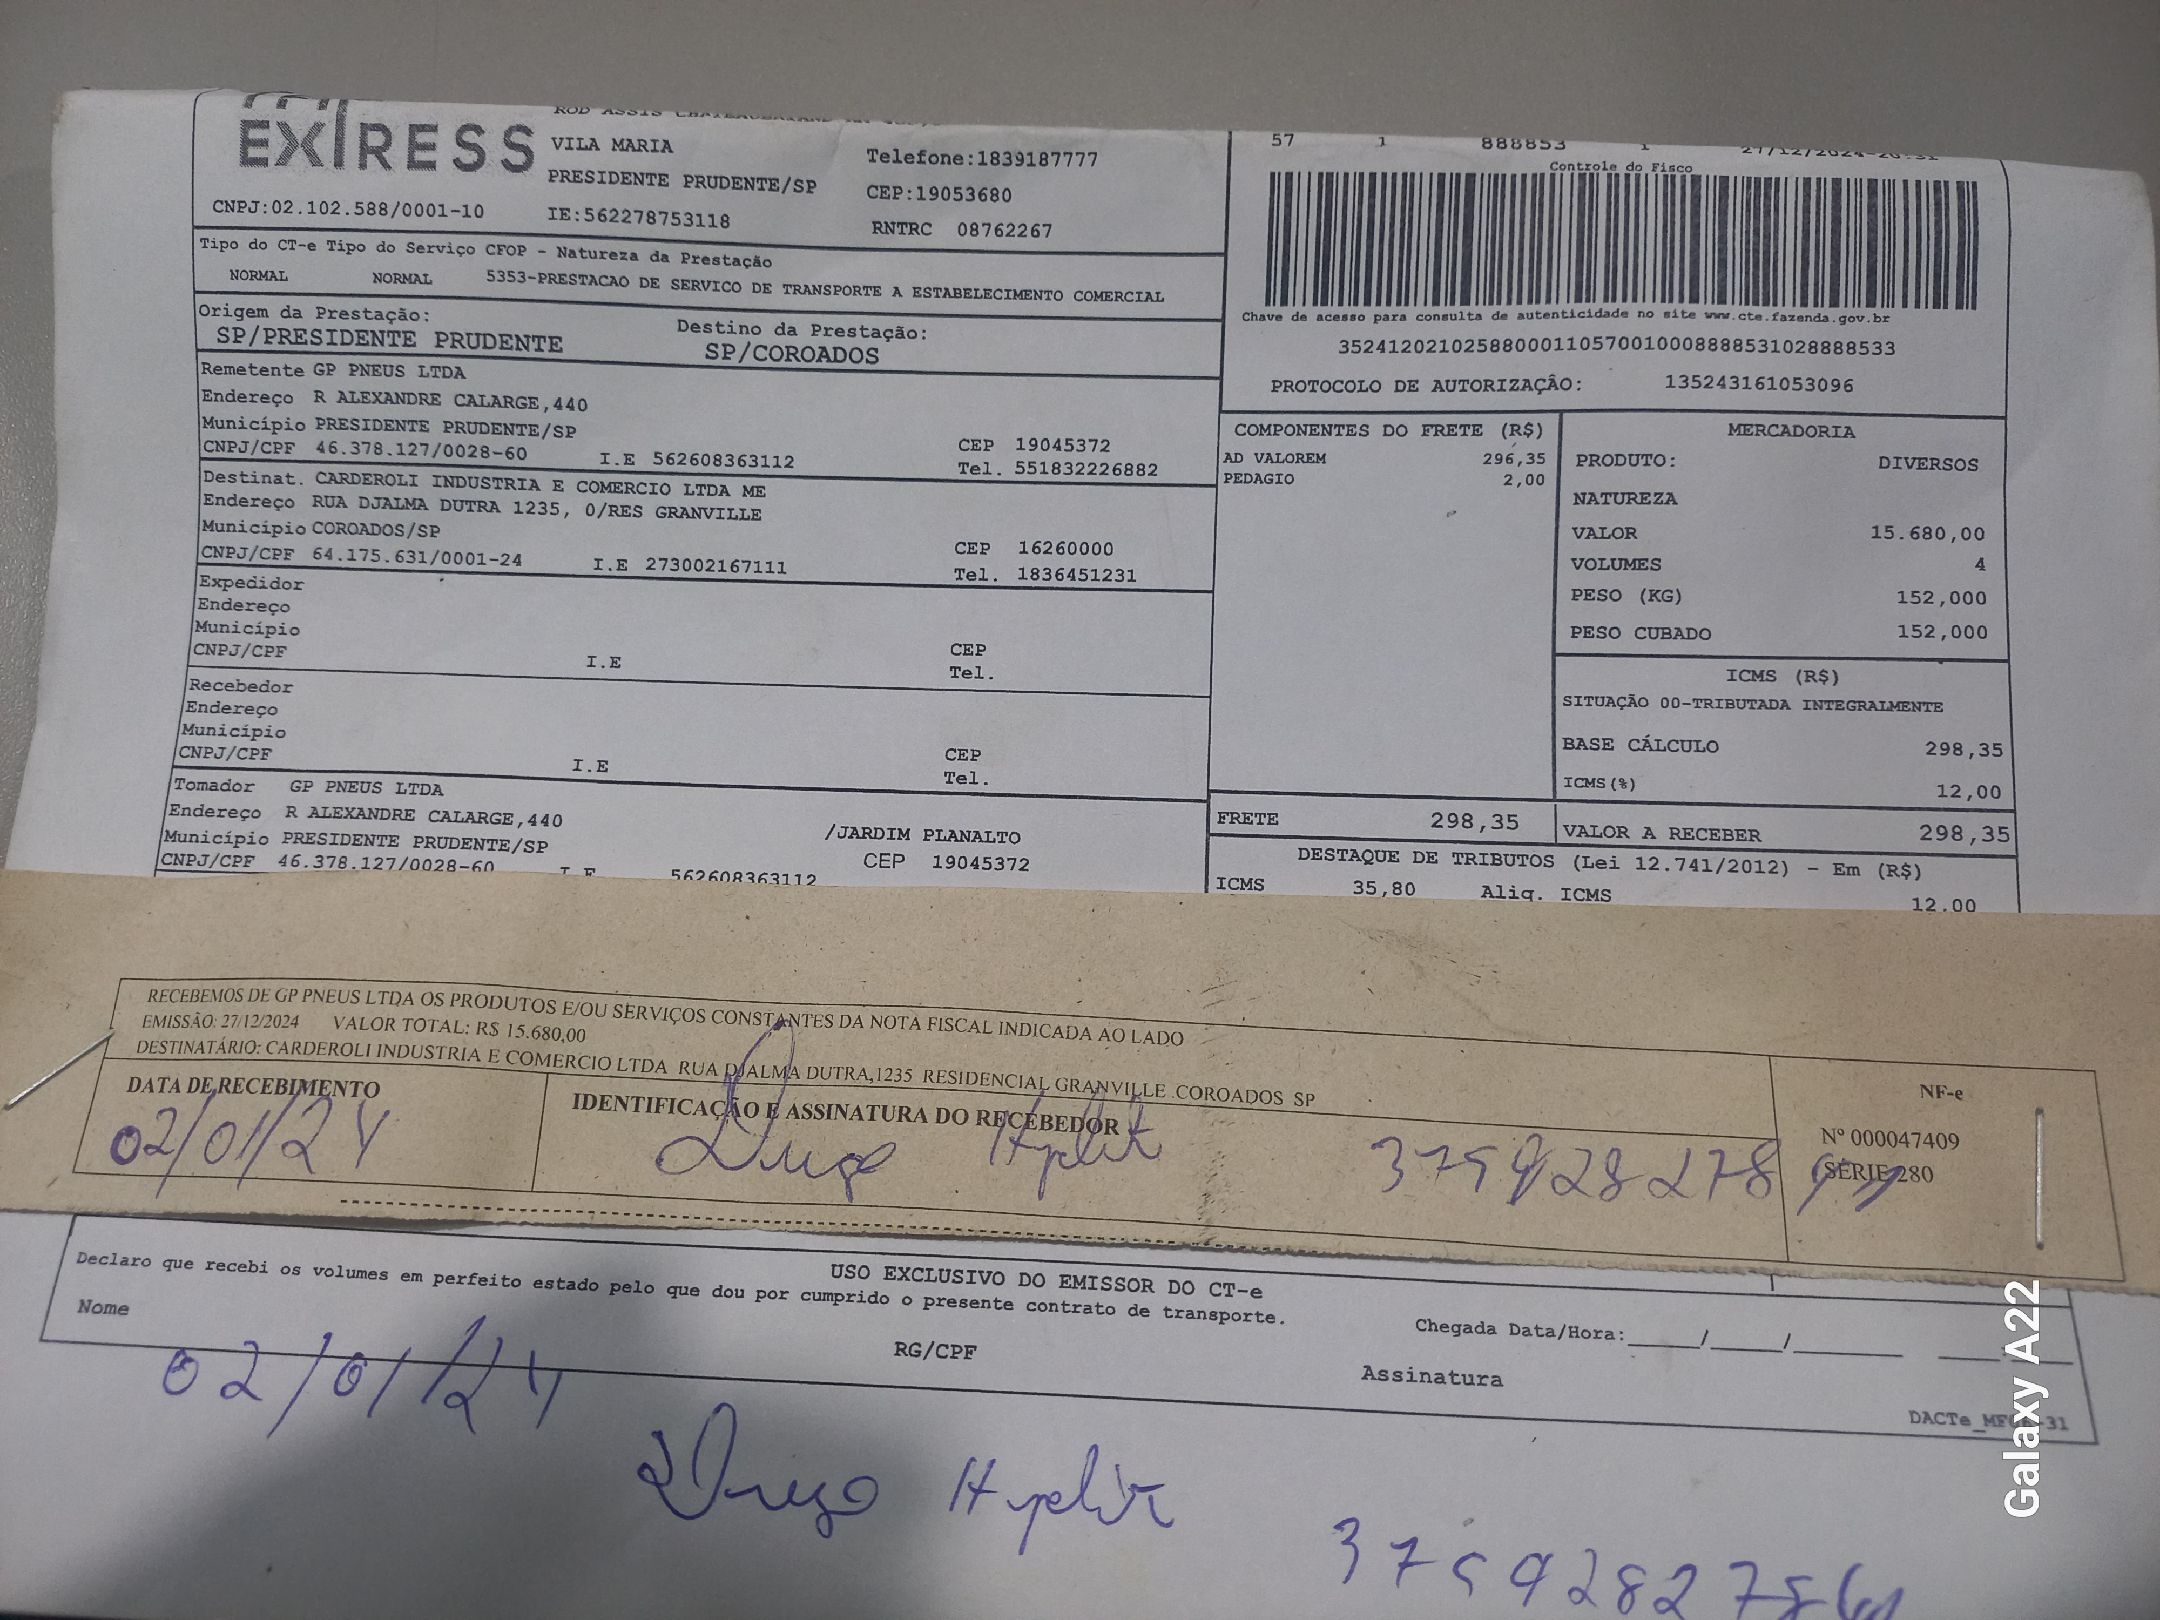 EXPRESS
VILA MARIA
PRESIDENTE PRUDENTE/SP
Telefone:1839187777
CEP:19053680
CNPJ:02.102.588/0001-10
IE:562278753118
RNTRC 08762267
57 1 888853 1 27/12/2024-20:31
Controle do Fisco
Chave de acesso para consulta de autenticidade no site www.cte.fazenda.gov.br
35241202102588000110570010008888531028888533
PROTOCOLO DE AUTORIZAÇÃO: 135243161053096
Tipo do CT-e Tipo do Serviço CFOP - Natureza da Prestação
NORMAL NORMAL 5353-PRESTACAO DE SERVICO DE TRANSPORTE A ESTABELECIMENTO COMERCIAL
Origem da Prestação: Destino da Prestação:
SP/PRESIDENTE PRUDENTE SP/COROADOS
Remetente GP PNEUS LTDA
Endereço R ALEXANDRE CALARGE,440
Município PRESIDENTE PRUDENTE/SP CEP 19045372
CNPJ/CPF 46.378.127/0028-60 I.E 562608363112 Tel. 551832226882
Destinat. CARDEROLI INDUSTRIA E COMERCIO LTDA ME
Endereço RUA DJALMA DUTRA 1235, 0/RES GRANVILLE
Município COROADOS/SP CEP 16260000
CNPJ/CPF 64.175.631/0001-24 I.E 273002167111 Tel. 1836451231
Expedidor
Endereço
Município CEP
CNPJ/CPF I.E Tel.
Recebedor
Endereço
Município CEP
CNPJ/CPF I.E Tel.
Tomador GP PNEUS LTDA
Endereço R ALEXANDRE CALARGE,440 /JARDIM PLANALTO
Município PRESIDENTE PRUDENTE/SP CEP 19045372
CNPJ/CPF 46.378.127/0028-60 I.E 562608363112
COMPONENTES DO FRETE (R$)
AD VALOREM 296,35
PEDAGIO 2,00
MERCADORIA
PRODUTO: DIVERSOS
NATUREZA
VALOR 15.680,00
VOLUMES 4
PESO (KG) 152,000
PESO CUBADO 152,000
ICMS (R$)
SITUAÇÃO 00-TRIBUTADA INTEGRALMENTE
BASE CÁLCULO 298,35
ICMS(%) 12,00
FRETE 298,35 VALOR A RECEBER 298,35
DESTAQUE DE TRIBUTOS (Lei 12.741/2012) - Em (R$)
ICMS 35,80 Aliq. ICMS 12.00
RECEBEMOS DE GP PNEUS LTDA OS PRODUTOS E/OU SERVIÇOS CONSTANTES DA NOTA FISCAL INDICADA AO LADO
EMISSÃO: 27/12/2024 VALOR TOTAL: R$ 15.680,00
DESTINATÁRIO: CARDEROLI INDUSTRIA E COMERCIO LTDA RUA DJALMA DUTRA,1235 RESIDENCIAL GRANVILLE .COROADOS SP
DATA DE RECEBIMENTO IDENTIFICAÇÃO E ASSINATURA DO RECEBEDOR
02/01/24
NF-e
Nº 000047409
SÉRIE 280
USO EXCLUSIVO DO EMISSOR DO CT-e
Declaro que recebi os volumes em perfeito estado pelo que dou por cumprido o presente contrato de transporte.
Nome RG/CPF Chegada Data/Hora:_____/_____/________
Assinatura
02/01/24
Galaxy A22